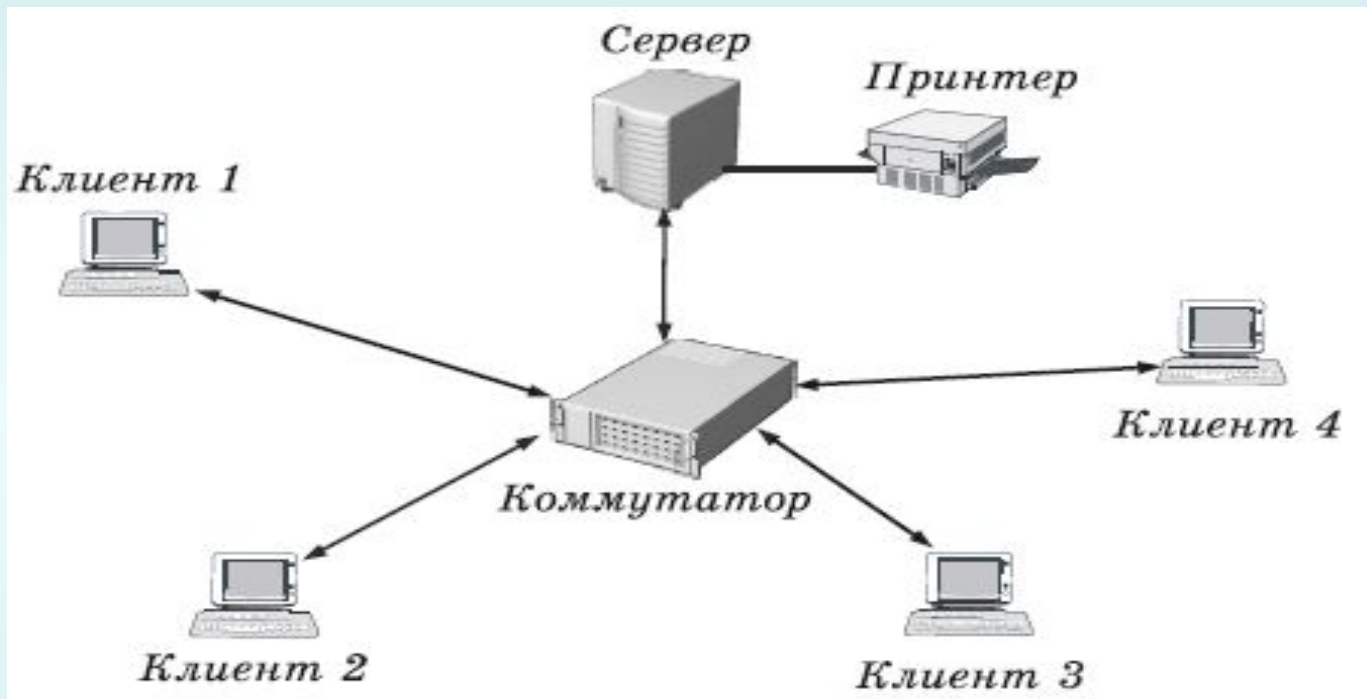 Сервер
Принтер
Клиент 1
Клиент 4
Коммутатор
Клиент 2
Клиент 3